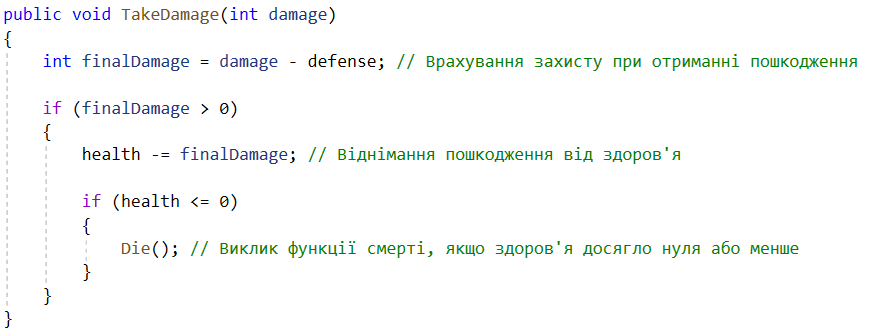 public void TakeDamage(int damage)
{
    int finalDamage = damage - defense; // Врахування захисту при отриманні пошкодження
    if (finalDamage > 0)
    {
        health -= finalDamage; // Віднімання пошкодження від здоров'я
        if (health <= 0)
        {
            Die(); // Виклик функції смерті, якщо здоров'я досягло нуля або менше
        }
    }
}